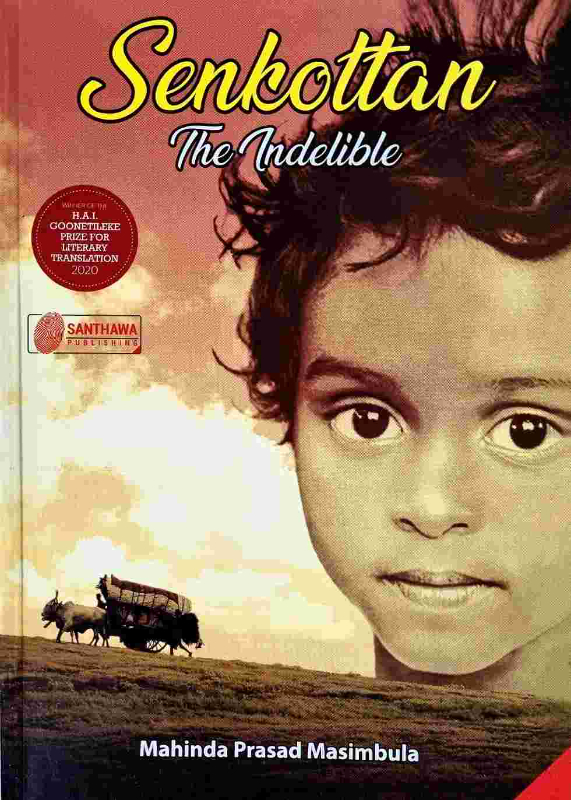 Senkottan
The Indelible
WINNER OF THE
H.A.I.
GOONETILEKE
PRIZE FOR
LITERARY
TRANSLATION
2020
SANTHAWA
PUBLISHING
Mahinda Prasad Masimbula